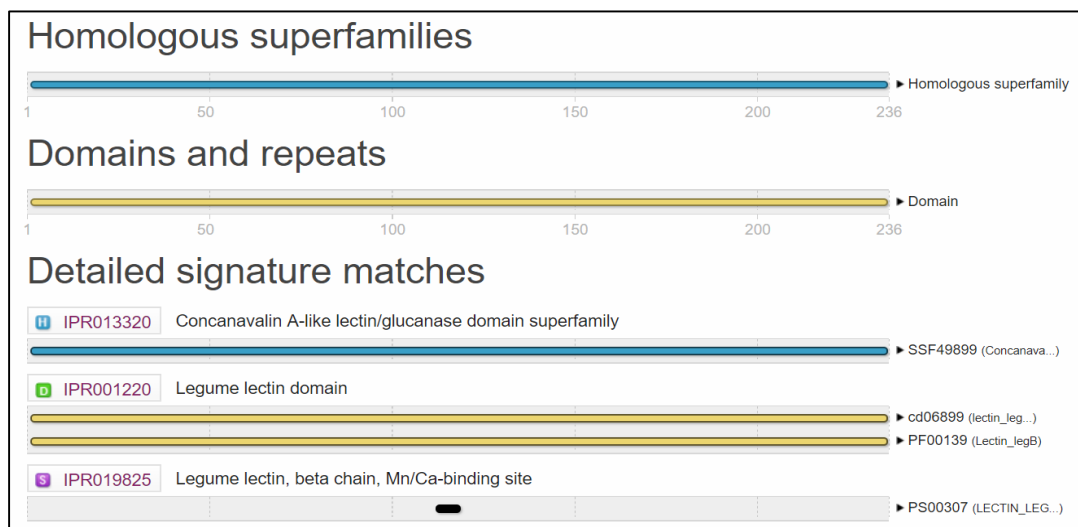 Homologous superfamilies
Homologous superfamily
1 50 100 150 200 236
Domains and repeats
Domain
1 50 100 150 200 236
Detailed signature matches
H IPR013320 Concanavalin A-like lectin/glucanase domain superfamily
SSF49899 (Concanava...)
D IPR001220 Legume lectin domain
cd06899 (lectin_leg...)
PF00139 (Lectin_legB)
S IPR019825 Legume lectin, beta chain, Mn/Ca-binding site
PS00307 (LECTIN_LEG...)